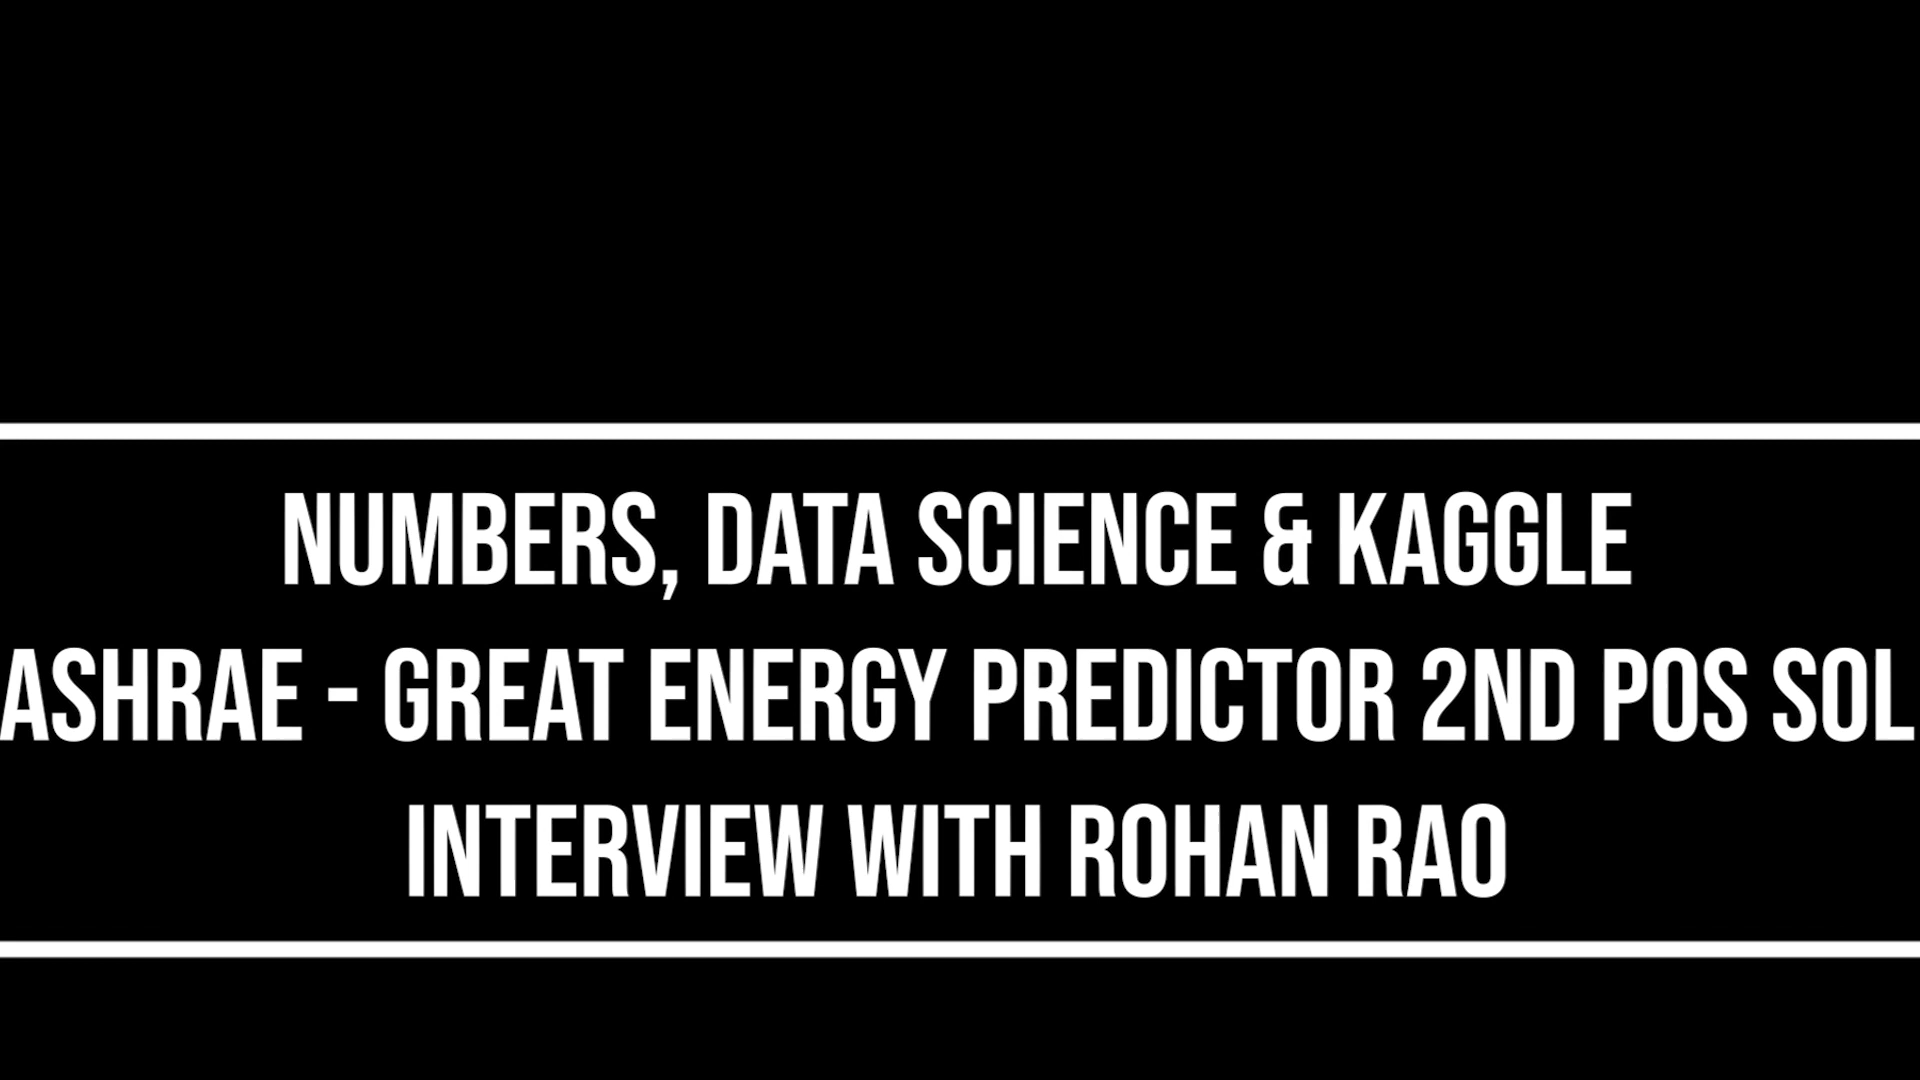 NUMBERS, DATA SCIENCE & KAGGLE
ASHRAE - GREAT ENERGY PREDICTOR 2ND POS SOL
INTERVIEW WITH ROHAN RAO